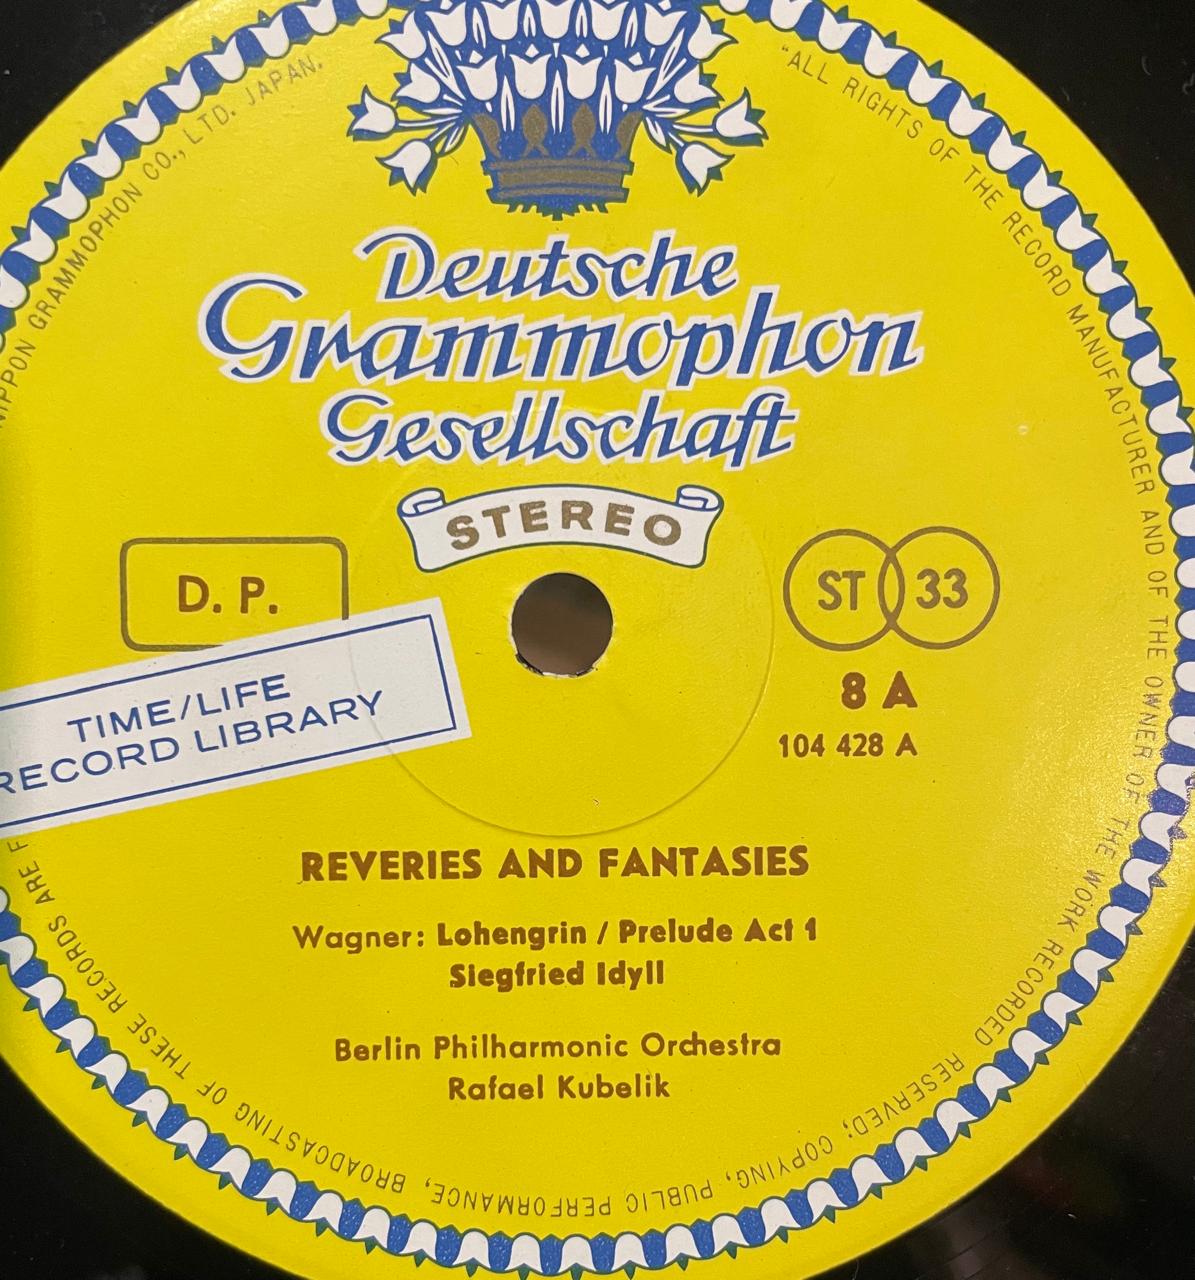 Deutsche
Grammophon
Gesellschaft
STEREO
D. P.
ST 33
8 A
104 428 A
TIME/LIFE
RECORD LIBRARY
REVERIES AND FANTASIES
Wagner: Lohengrin / Prelude Act 1
Siegfried Idyll
Berlin Philharmonic Orchestra
Rafael Kubelik
"ALL RIGHTS OF THE RECORD MANUFACTURER AND OF THE OWNER OF THE WORK RECORDED RESERVED; COPYING, PUBLIC PERFORMANCE, BROADCASTING OF THESE RECORDS ARE
NIPPON GRAMMOPHON CO., LTD. JAPAN.